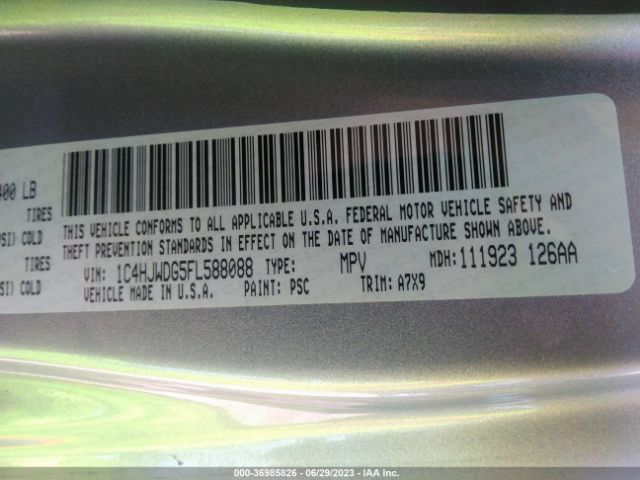 400 LB
TIRES
PSI) COLD
TIRES
PSI) COLD
THIS VEHICLE CONFORMS TO ALL APPLICABLE U.S.A. FEDERAL MOTOR VEHICLE SAFETY AND
THEFT PREVENTION STANDARDS IN EFFECT ON THE DATE OF MANUFACTURE SHOWN ABOVE.
VIN: 1C4HJWDG5FL588088 TYPE: MPV MDH: 111923 126AA
VEHICLE MADE IN U.S.A. PAINT: PSC TRIM: A7X9
000-36985826 / 06/29/2023 / IAA Inc.